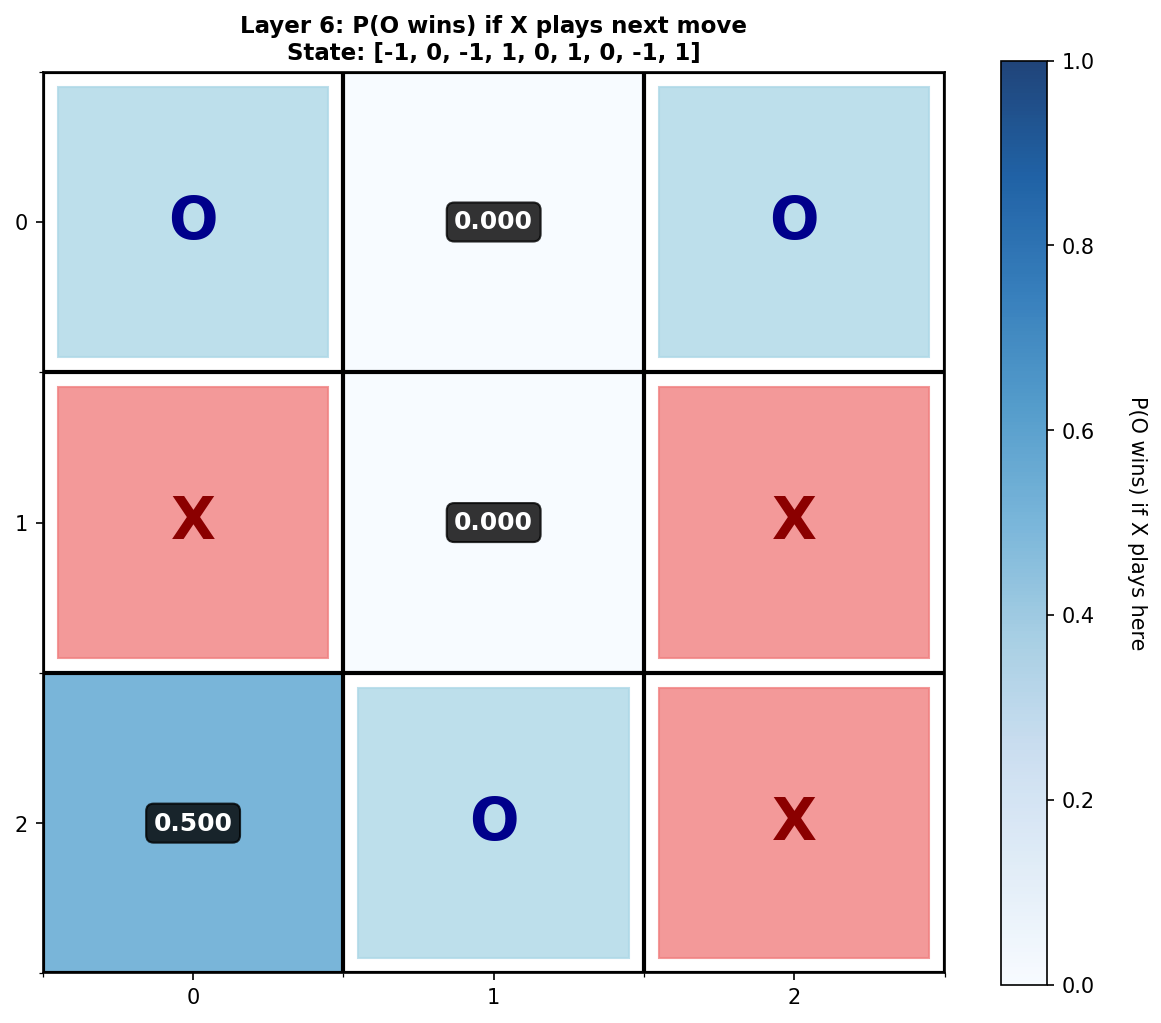 Layer 6: P(O wins) if X plays next move
State: [-1, 0, -1, 1, 0, 1, 0, -1, 1]
0
O
0.000
O
1
X
0.000
X
2
0.500
O
X
0
1
2
1.0
0.8
0.6
0.4
0.2
0.0
P(O wins) if X plays here